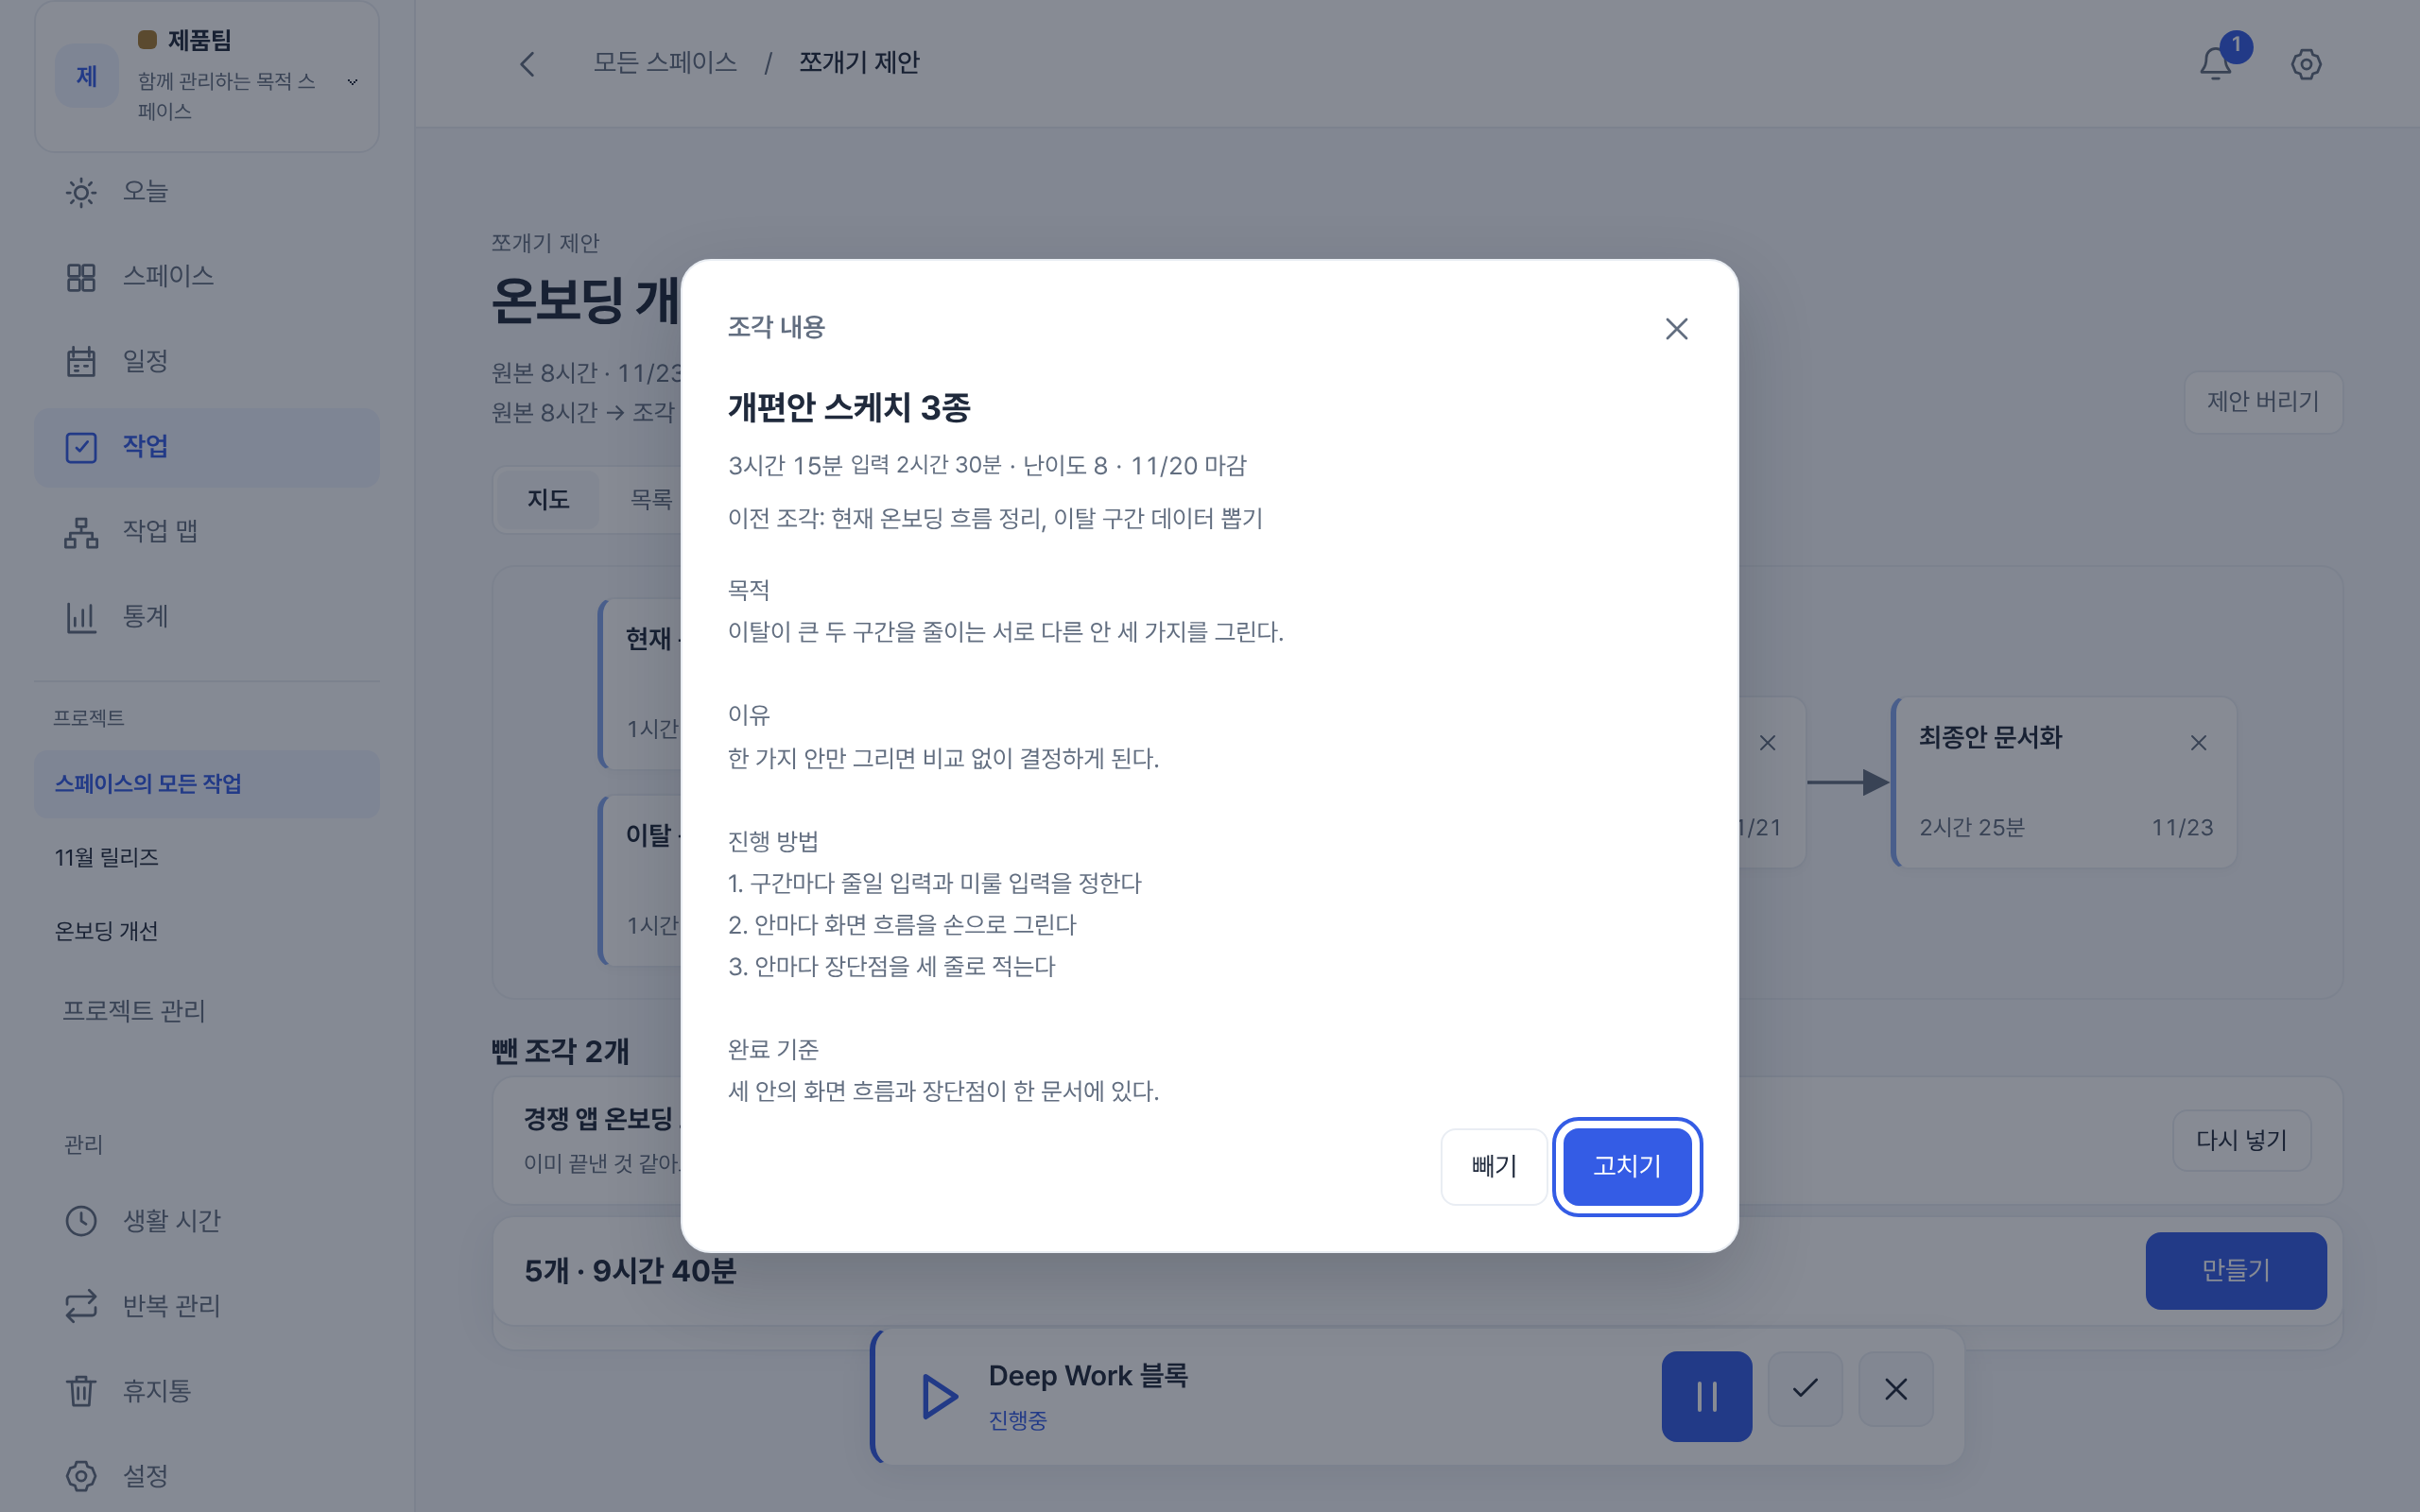 제
제품팀
함께 관리하는 목적 스
페이스
오늘
스페이스
일정
작업
작업 맵
통계
프로젝트
스페이스의 모든 작업
11월 릴리즈
온보딩 개선
프로젝트 관리
관리
생활 시간
반복 관리
휴지통
설정
모든 스페이스 / 쪼개기 제안
1
쪼개기 제안
온보딩 개
원본 8시간 · 11/23
원본 8시간 → 조각
제안 버리기
지도
목록
현재
1시간
이탈
1시간
1/21
최종안 문서화
2시간 25분
11/23
뺀 조각 2개
경쟁 앱 온보딩
이미 끝낸 것 같아
다시 넣기
5개 · 9시간 40분
만들기
Deep Work 블록
진행중
조각 내용
개편안 스케치 3종
3시간 15분 입력 2시간 30분 · 난이도 8 · 11/20 마감
이전 조각: 현재 온보딩 흐름 정리, 이탈 구간 데이터 뽑기
목적
이탈이 큰 두 구간을 줄이는 서로 다른 안 세 가지를 그린다.
이유
한 가지 안만 그리면 비교 없이 결정하게 된다.
진행 방법
1. 구간마다 줄일 입력과 미룰 입력을 정한다
2. 안마다 화면 흐름을 손으로 그린다
3. 안마다 장단점을 세 줄로 적는다
완료 기준
세 안의 화면 흐름과 장단점이 한 문서에 있다.
빼기
고치기